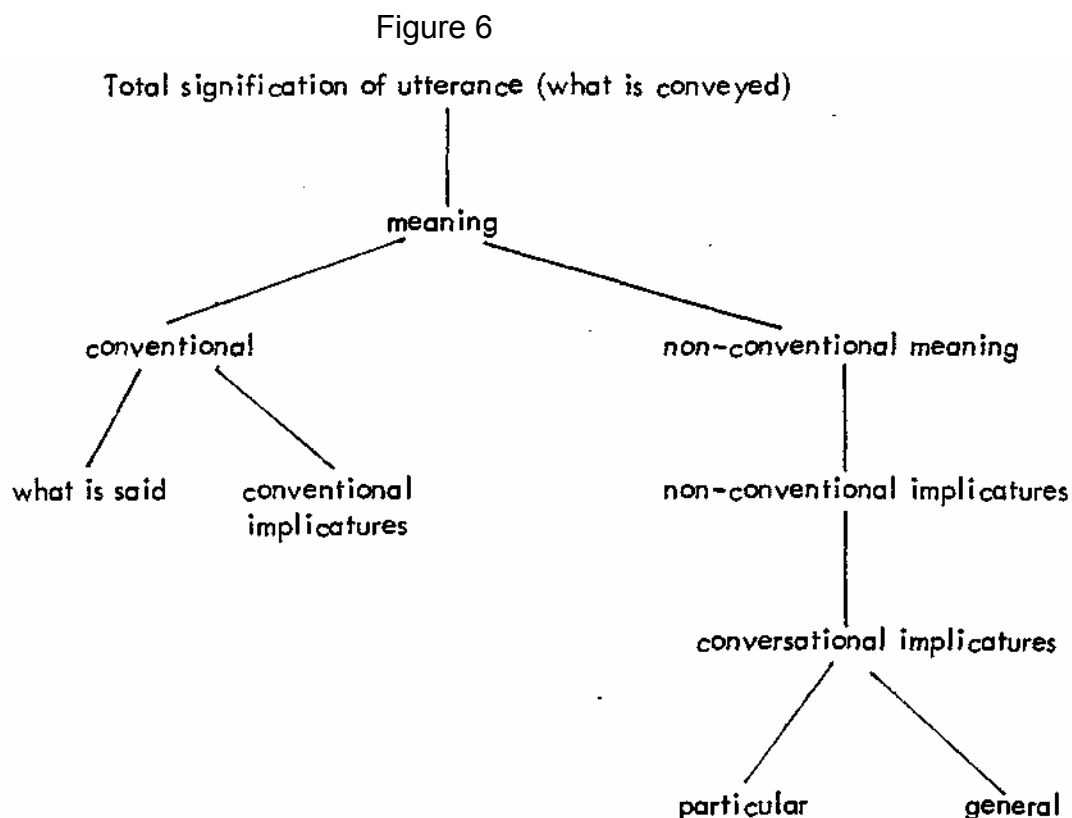 Figure 6
Total signification of utterance (what is conveyed)
meaning
conventional
non-conventional meaning
what is said
conventional
implicatures
non-conventional implicatures
conversational implicatures
particular
general